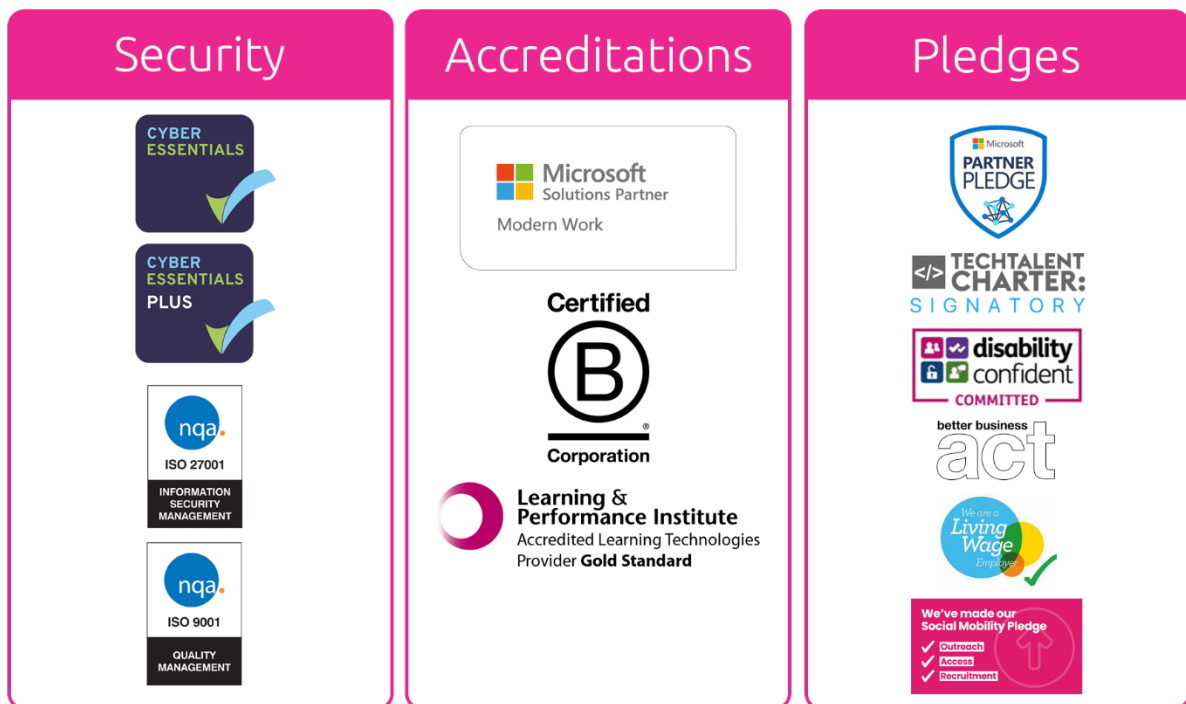 Security
CYBER
ESSENTIALS
CYBER
ESSENTIALS
PLUS
nqa.
ISO 27001
INFORMATION
SECURITY
MANAGEMENT
nqa.
ISO 9001
QUALITY
MANAGEMENT
Accreditations
Microsoft
Solutions Partner
Modern Work
Certified
B
®
Corporation
Learning &
Performance Institute
Accredited Learning Technologies
Provider Gold Standard
Pledges
Microsoft
PARTNER
PLEDGE
</> TECHTALENT
CHARTER:
SIGNATORY
disability
confident
COMMITTED
better business
act
We are a
Living
Wage
Employer
We've made our
Social Mobility Pledge
Outreach
Access
Recruitment